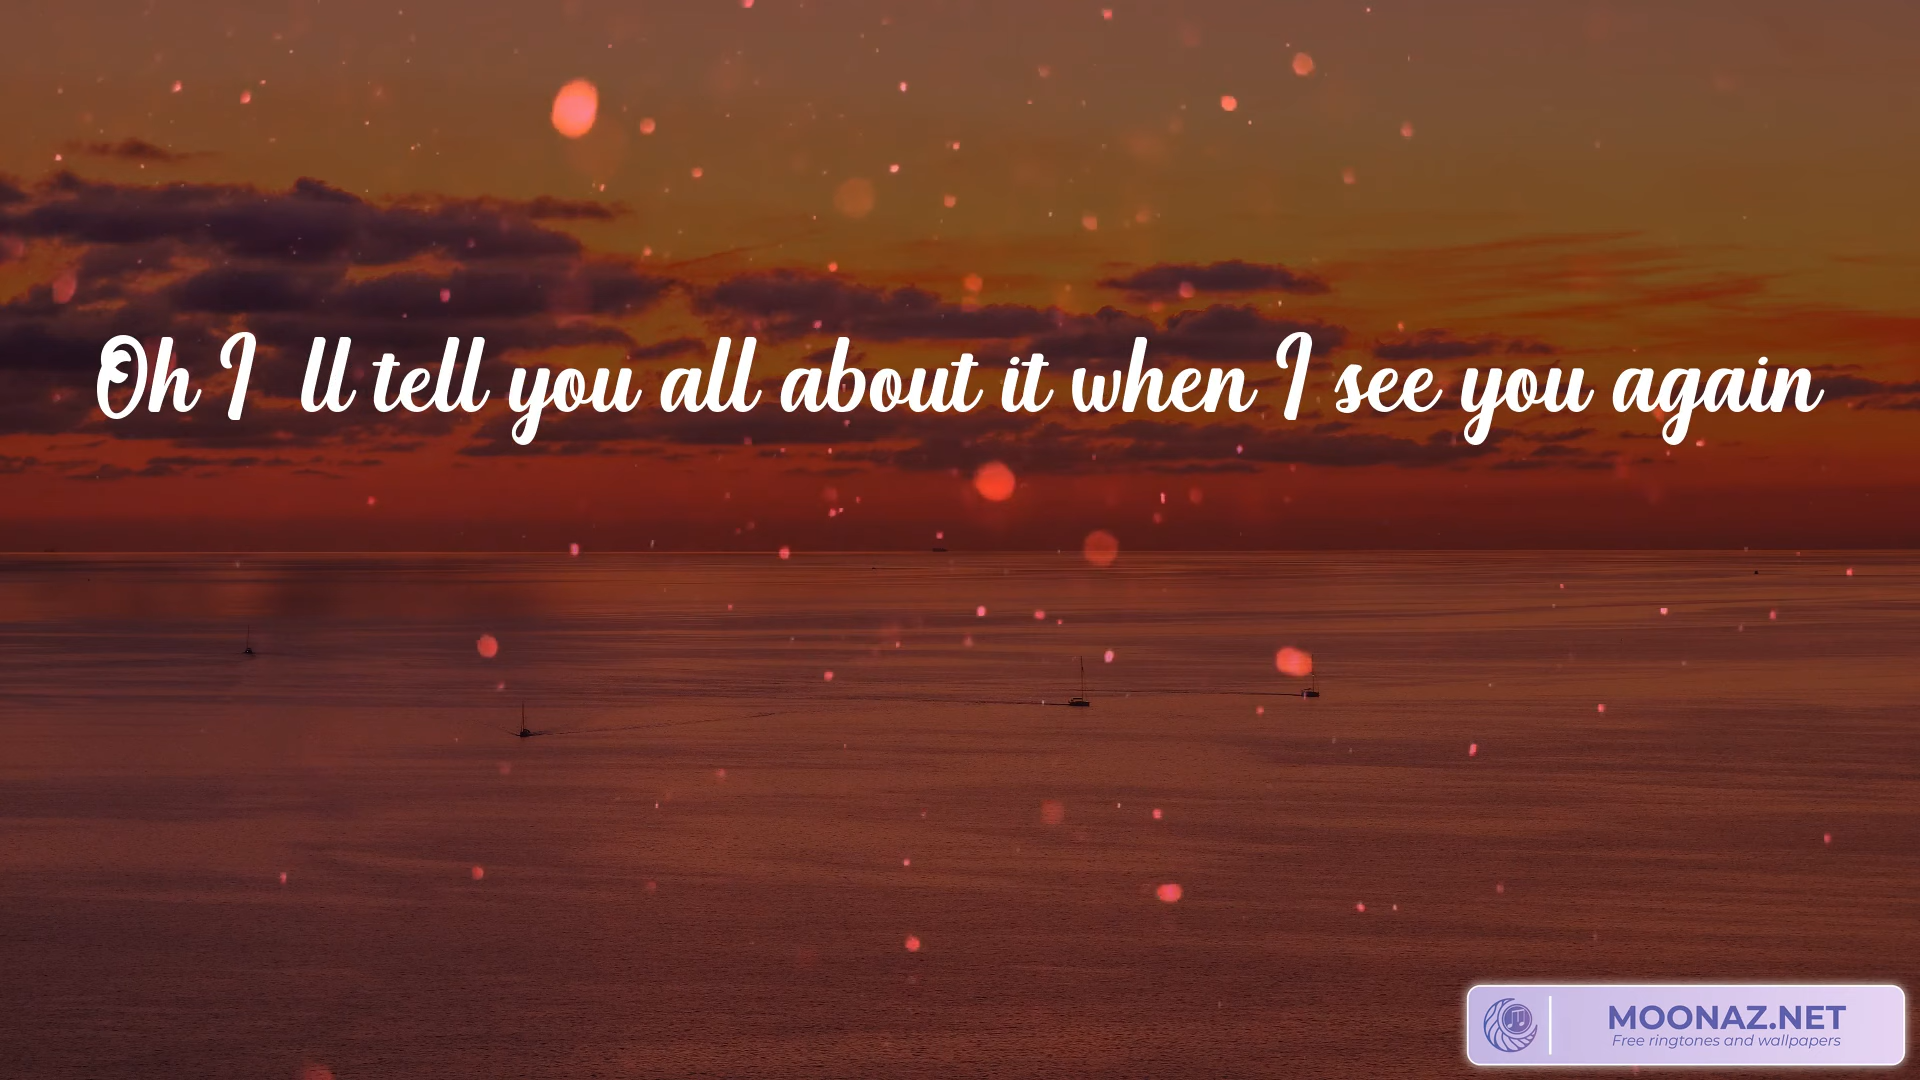 Oh I  ll tell you all about it when I see you again
MOONAZ.NET
Free ringtones and wallpapers